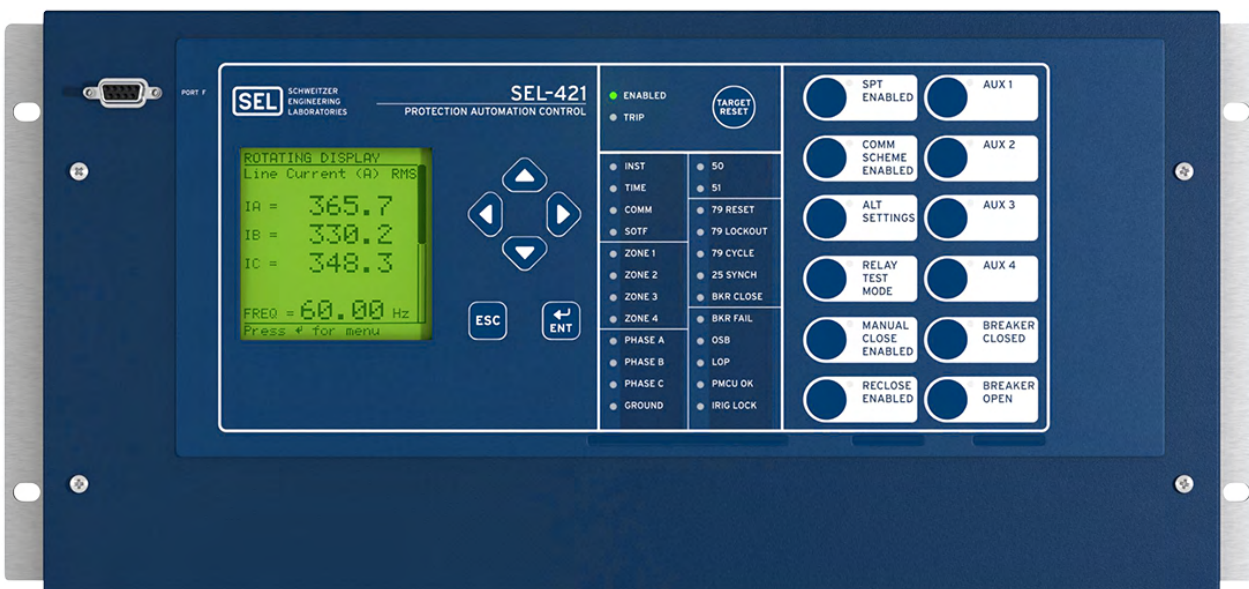 PORT F
SEL
SCHWEITZER
ENGINEERING
LABORATORIES
SEL-421
PROTECTION AUTOMATION CONTROL
ROTATING DISPLAY
Line Current (A) RMS
IA = 365.7
IB = 330.2
IC = 348.3
FREQ = 60.00 Hz
Press ↵ for menu
ESC
ENT
ENABLED
TRIP
TARGET
RESET
INST
TIME
COMM
SOTF
ZONE 1
ZONE 2
ZONE 3
ZONE 4
PHASE A
PHASE B
PHASE C
GROUND
50
51
79 RESET
79 LOCKOUT
79 CYCLE
25 SYNCH
BKR CLOSE
BKR FAIL
OSB
LOP
PMCU OK
IRIG LOCK
SPT
ENABLED
COMM
SCHEME
ENABLED
ALT
SETTINGS
RELAY
TEST
MODE
MANUAL
CLOSE
ENABLED
RECLOSE
ENABLED
AUX 1
AUX 2
AUX 3
AUX 4
BREAKER
CLOSED
BREAKER
OPEN